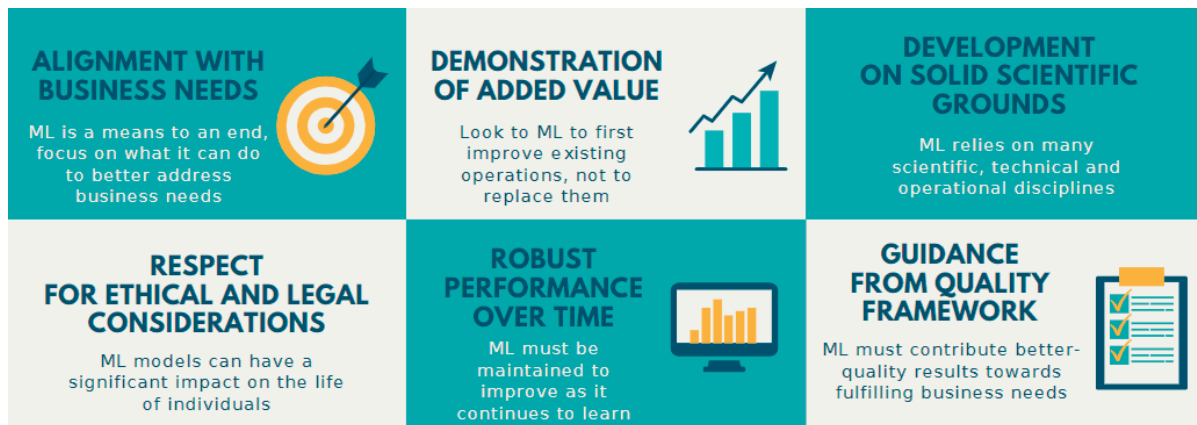 ALIGNMENT WITH
BUSINESS NEEDS
ML is a means to an end,
focus on what it can do
to better address
business needs
DEMONSTRATION
OF ADDED VALUE
Look to ML to first
improve existing
operations, not to
replace them
DEVELOPMENT
ON SOLID SCIENTIFIC
GROUNDS
ML relies on many
scientific, technical and
operational disciplines
RESPECT
FOR ETHICAL AND LEGAL
CONSIDERATIONS
ML models can have a
significant impact on the life
of individuals
ROBUST
PERFORMANCE
OVER TIME
ML must be
maintained to
improve as it
continues to learn
GUIDANCE
FROM QUALITY
FRAMEWORK
ML must contribute better-
quality results towards
fulfilling business needs